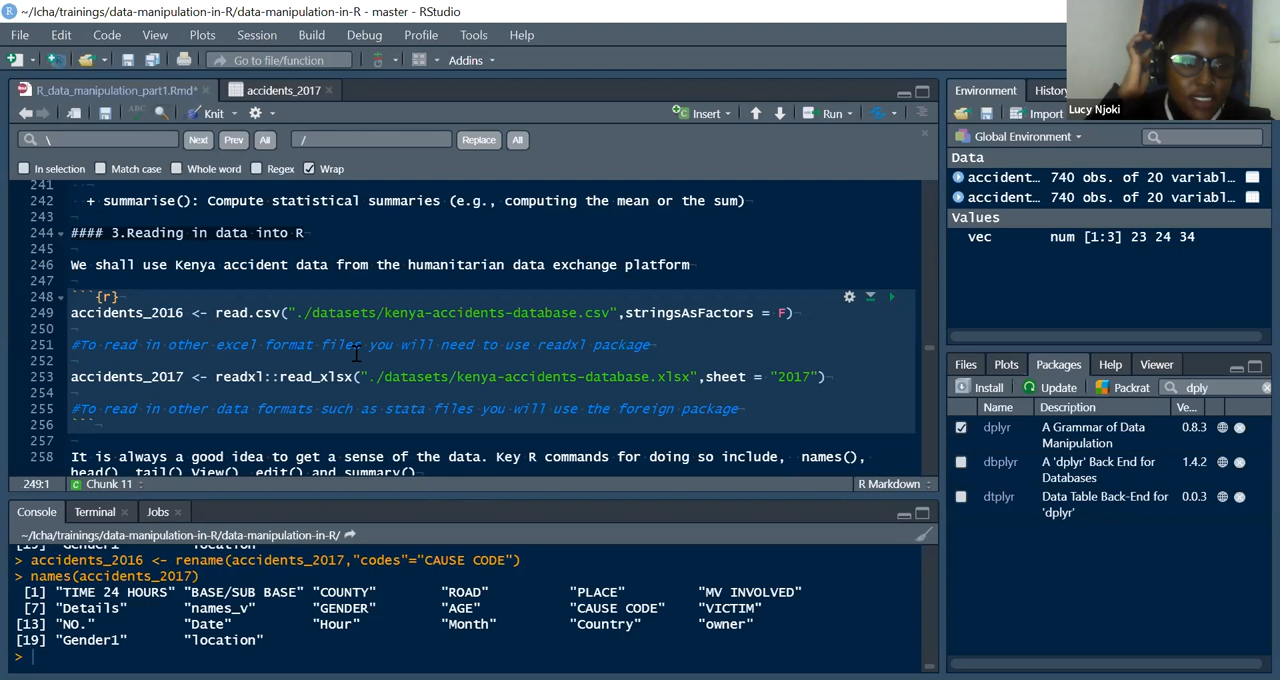 ~/Icha/trainings/data-manipulation-in-R/data-manipulation-in-R - master - RStudio
File Edit Code View Plots Session Build Debug Profile Tools Help
Go to file/function Addins
Lucy Njoki
R_data_manipulation_part1.Rmd* accidents_2017
ABC Knit Insert Run
\ Next Prev All / Replace All
In selection Match case Whole word Regex Wrap
241
242 + summarise(): Compute statistical summaries (e.g., computing the mean or the sum)
243
244 #### 3.Reading in data into R
245
246 We shall use Kenya accident data from the humanitarian data exchange platform
247
248 ```{r}
249 accidents_2016 <- read.csv("./datasets/kenya-accidents-database.csv",stringsAsFactors = F)
250
251 #To read in other excel format files you will need to use readxl package
252
253 accidents_2017 <- readxl::read_xlsx("./datasets/kenya-accidents-database.xlsx",sheet = "2017")
254
255 #To read in other data formats such as stata files you will use the foreign package
256 ```
257
258 It is always a good idea to get a sense of the data. Key R commands for doing so include, names(),
head(), tail(),View(), edit() and summary()
249:1 Chunk 11 R Markdown
Console Terminal Jobs
~/Icha/trainings/data-manipulation-in-R/data-manipulation-in-R/
[19] "Gender1" "location"
> accidents_2016 <- rename(accidents_2017,"codes"="CAUSE CODE")
> names(accidents_2017)
[1] "TIME 24 HOURS" "BASE/SUB BASE" "COUNTY" "ROAD" "PLACE" "MV INVOLVED"
[7] "Details" "names_v" "GENDER" "AGE" "CAUSE CODE" "VICTIM"
[13] "NO." "Date" "Hour" "Month" "Country" "owner"
[19] "Gender1" "location"
>
Environment History
Import
Global Environment
Data
accident… 740 obs. of 20 variabl…
accident… 740 obs. of 20 variabl…
Values
vec num [1:3] 23 24 34
Files Plots Packages Help Viewer
Install Update Packrat dply
Name Description Ve…
dplyr A Grammar of Data Manipulation 0.8.3
dbplyr A 'dplyr' Back End for Databases 1.4.2
dtplyr Data Table Back-End for 'dplyr' 0.0.3